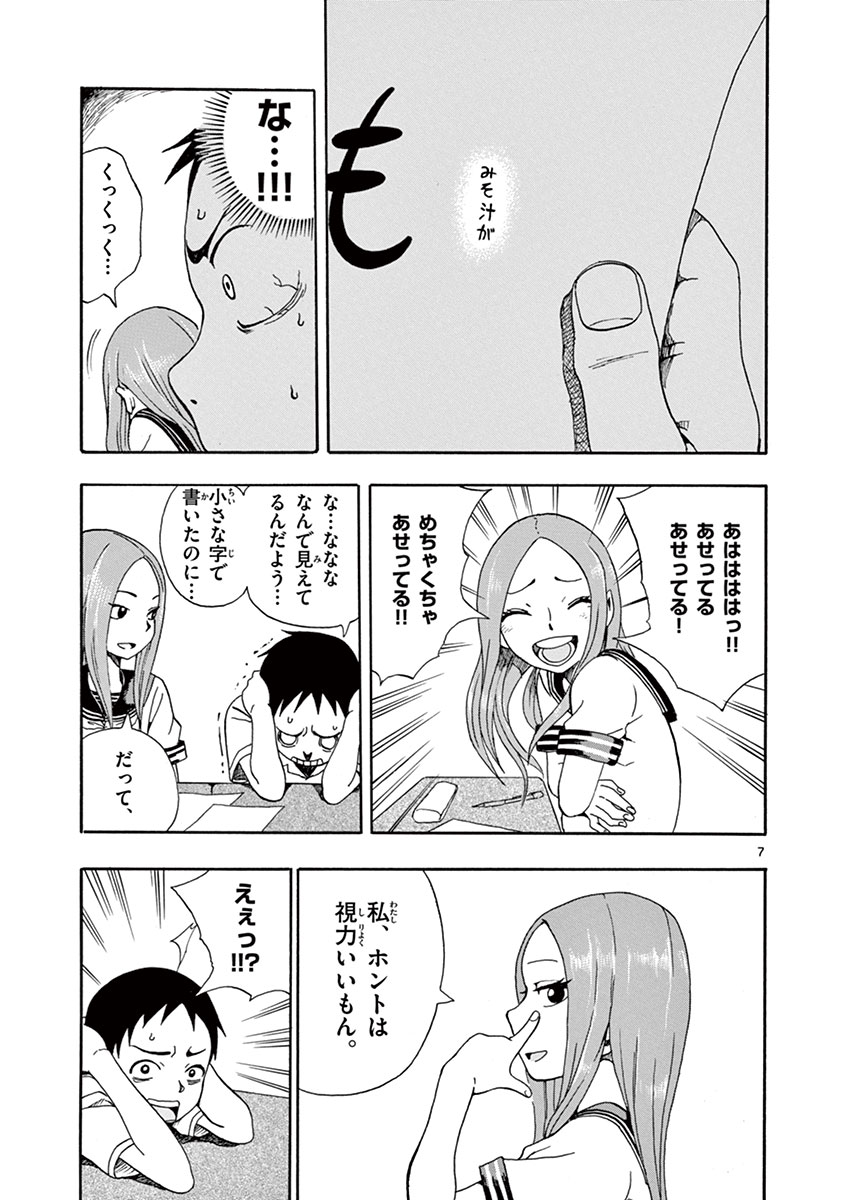 みそ汁が
も
な…!!!
くっくっく…
あははははっ!!
あせってる
あせってる!
めちゃくちゃ
あせってる!!
な…ななな
なんで見えて
るんだよう…
小さな字で
書いたのに…
だって、
7
私、ホントは
視力いいもん。
ええっ!!?